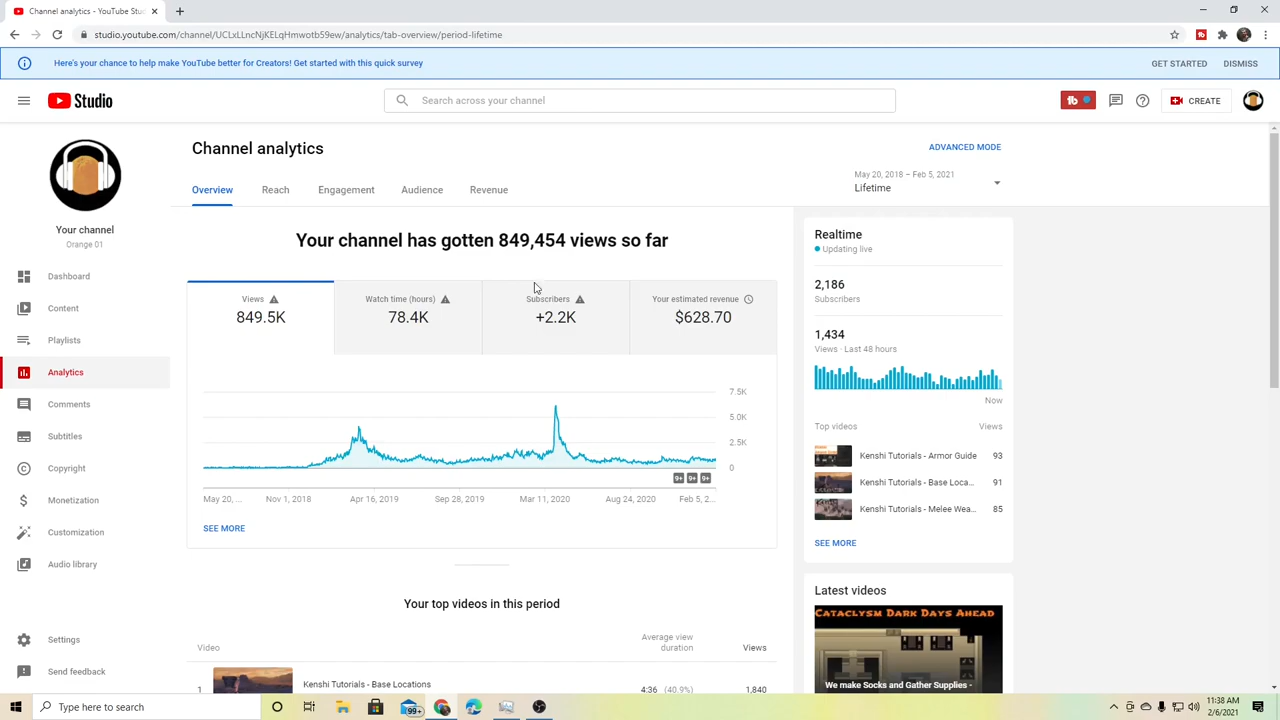 Channel analytics - YouTube Stu
studio.youtube.com/channel/UCLxLLncNjKELqHmwotb59ew/analytics/tab-overview/period-lifetime
Here's your chance to help make YouTube better for Creators! Get started with this quick survey
GET STARTED
DISMISS
Studio
Search across your channel
CREATE
Your channel
Orange 01
Dashboard
Content
Playlists
Analytics
Comments
Subtitles
Copyright
Monetization
Customization
Audio library
Settings
Send feedback
Channel analytics
ADVANCED MODE
May 20, 2018 – Feb 5, 2021
Lifetime
Overview
Reach
Engagement
Audience
Revenue
Your channel has gotten 849,454 views so far
Views
849.5K
Watch time (hours)
78.4K
Subscribers
+2.2K
Your estimated revenue
$628.70
7.5K
5.0K
2.5K
0
9+ 9+ 9+
May 20, ...
Nov 1, 2018
Apr 16, 2019
Sep 28, 2019
Mar 11, 2020
Aug 24, 2020
Feb 5, 2...
SEE MORE
Your top videos in this period
Video
Average view
duration
Views
1
Kenshi Tutorials - Base Locations
4:36 (40.9%)
1,840
Realtime
Updating live
2,186
Subscribers
1,434
Views · Last 48 hours
Now
Top videos
Views
Kenshi Tutorials - Armor Guide 93
Kenshi Tutorials - Base Loca... 91
Kenshi Tutorials - Melee Wea... 85
SEE MORE
Latest videos
CATACLYSM DARK DAYS AHEAD
We make Socks and Gather Supplies -
Type here to search
99+
11:38 AM
2/6/2021